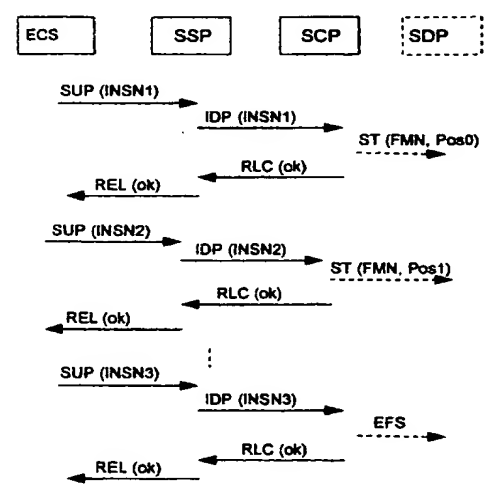 ECS SSP SCP SDP
SUP (INSN1)
IDP (INSN1)
ST (FMN, Pos0)
RLC (ok)
REL (ok)
SUP (INSN2)
IDP (INSN2)
ST (FMN, Pos1)
RLC (ok)
REL (ok)
SUP (INSN3)
IDP (INSN3)
EFS
RLC (ok)
REL (ok)